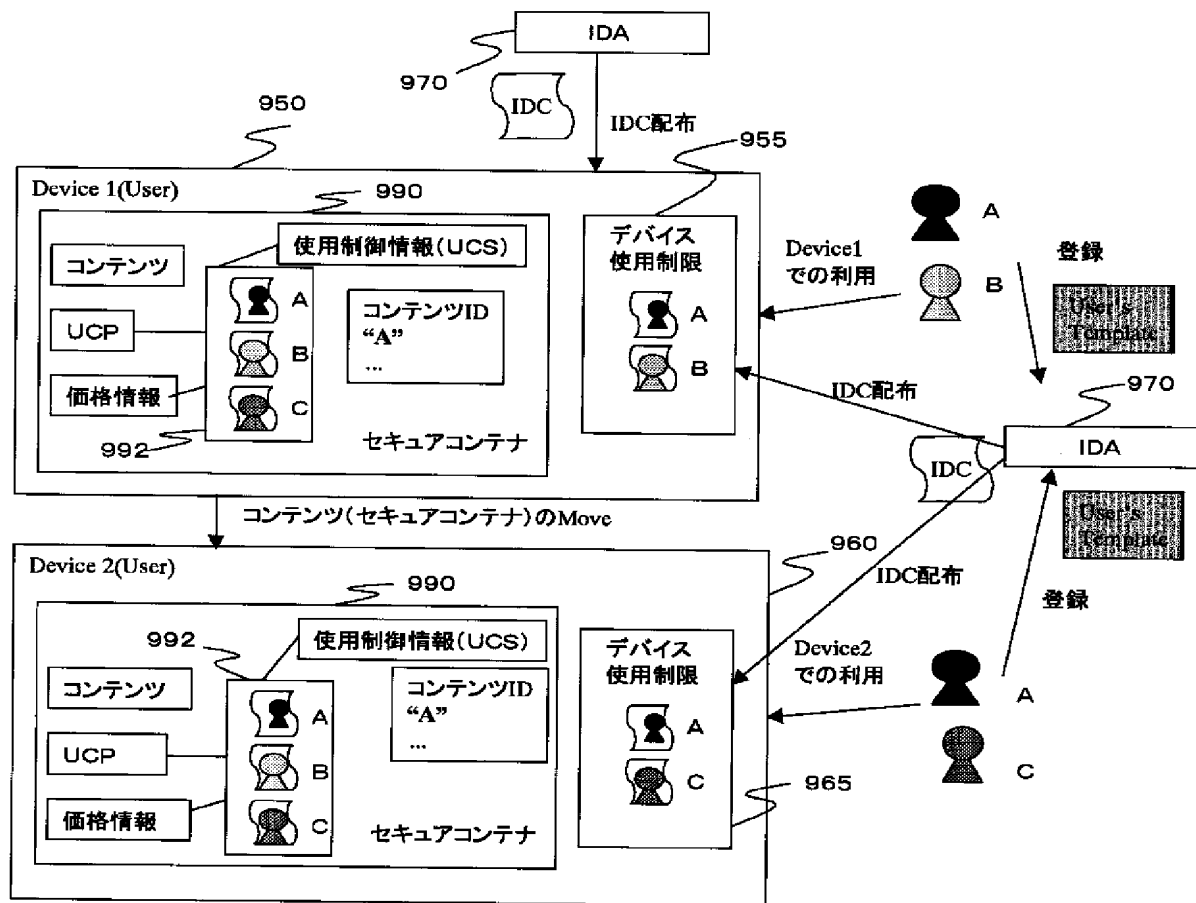 IDA
970
IDC
IDC配布
950
955
Device 1(User)
990
使用制御情報(UCS)
コンテンツ
UCP
価格情報
992
A
B
C
コンテンツID
“A”
...
セキュアコンテナ
デバイス
使用制限
A
B
Device1
での利用
A
B
登録
User's
Template
970
IDA
IDC配布
IDC
User's
Template
コンテンツ(セキュアコンテナ)のMove
960
IDC配布
登録
Device 2(User)
990
992
使用制御情報(UCS)
コンテンツ
UCP
価格情報
A
B
C
コンテンツID
“A”
...
セキュアコンテナ
デバイス
使用制限
A
C
965
Device2
での利用
A
C